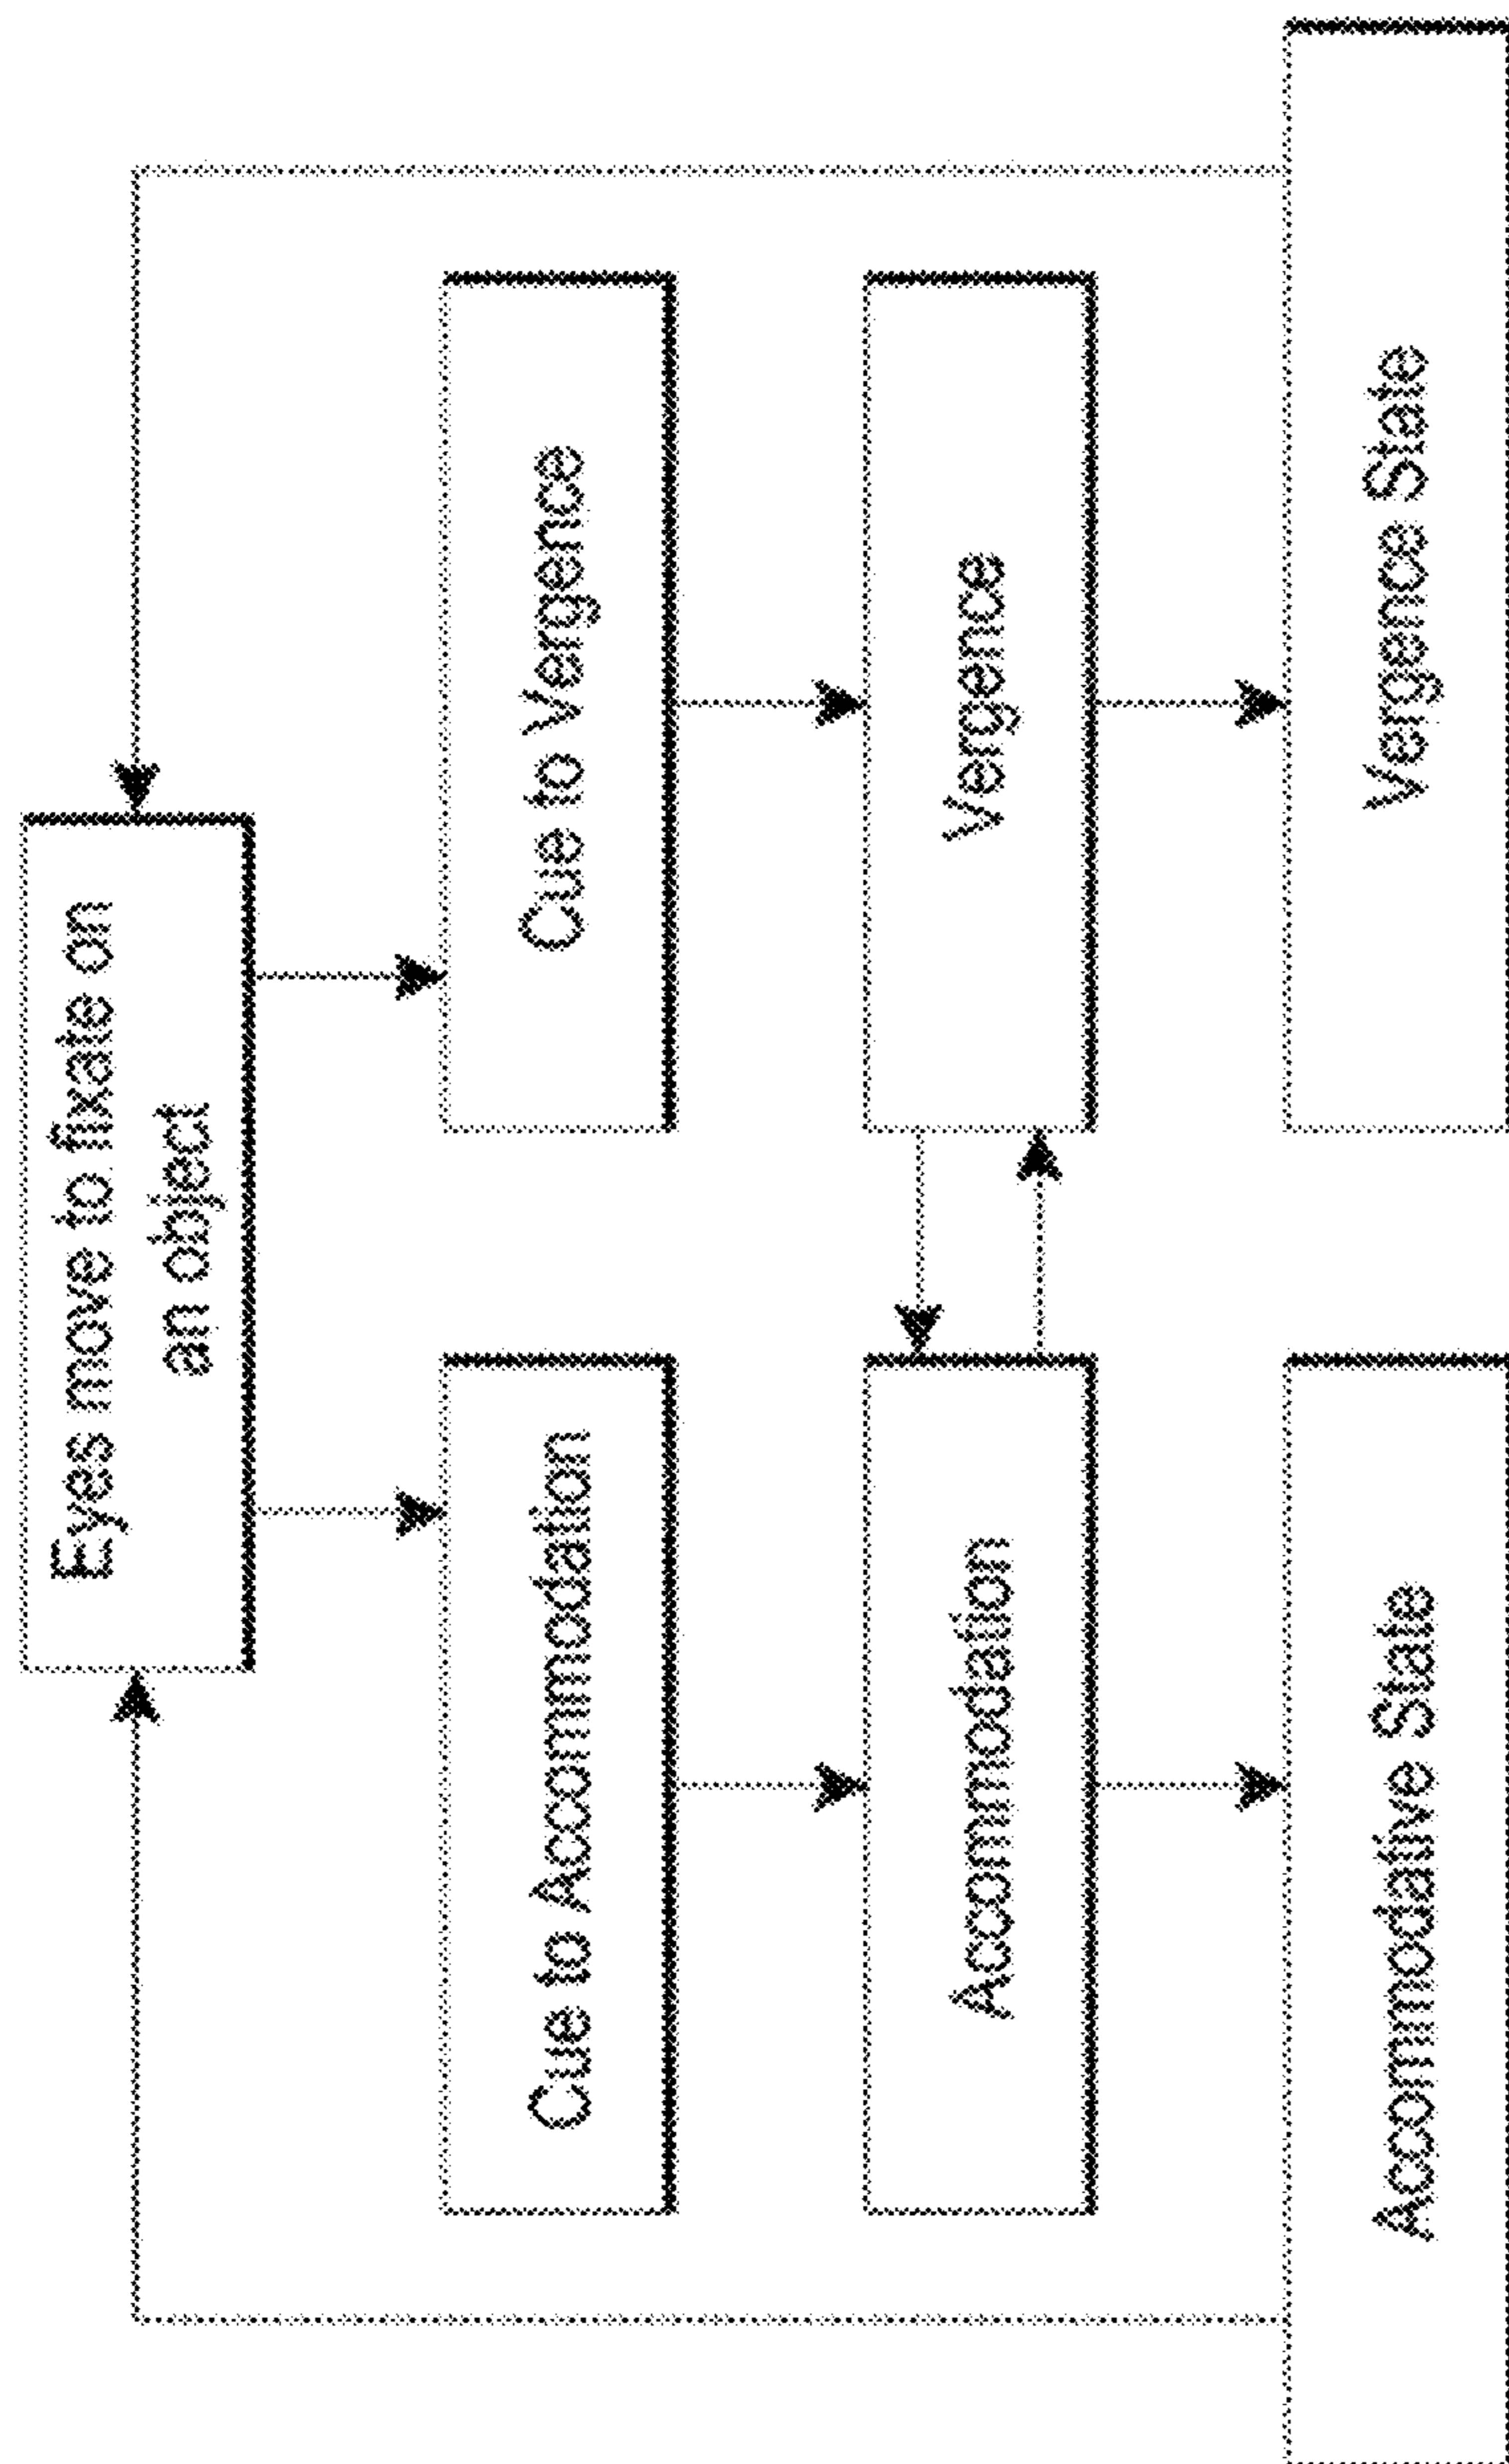 Eyes move to fixate on
an object
Cue to Accommodation
Cue to Vergence
Accommodation
Vergence
Accommodative State
Vergence State